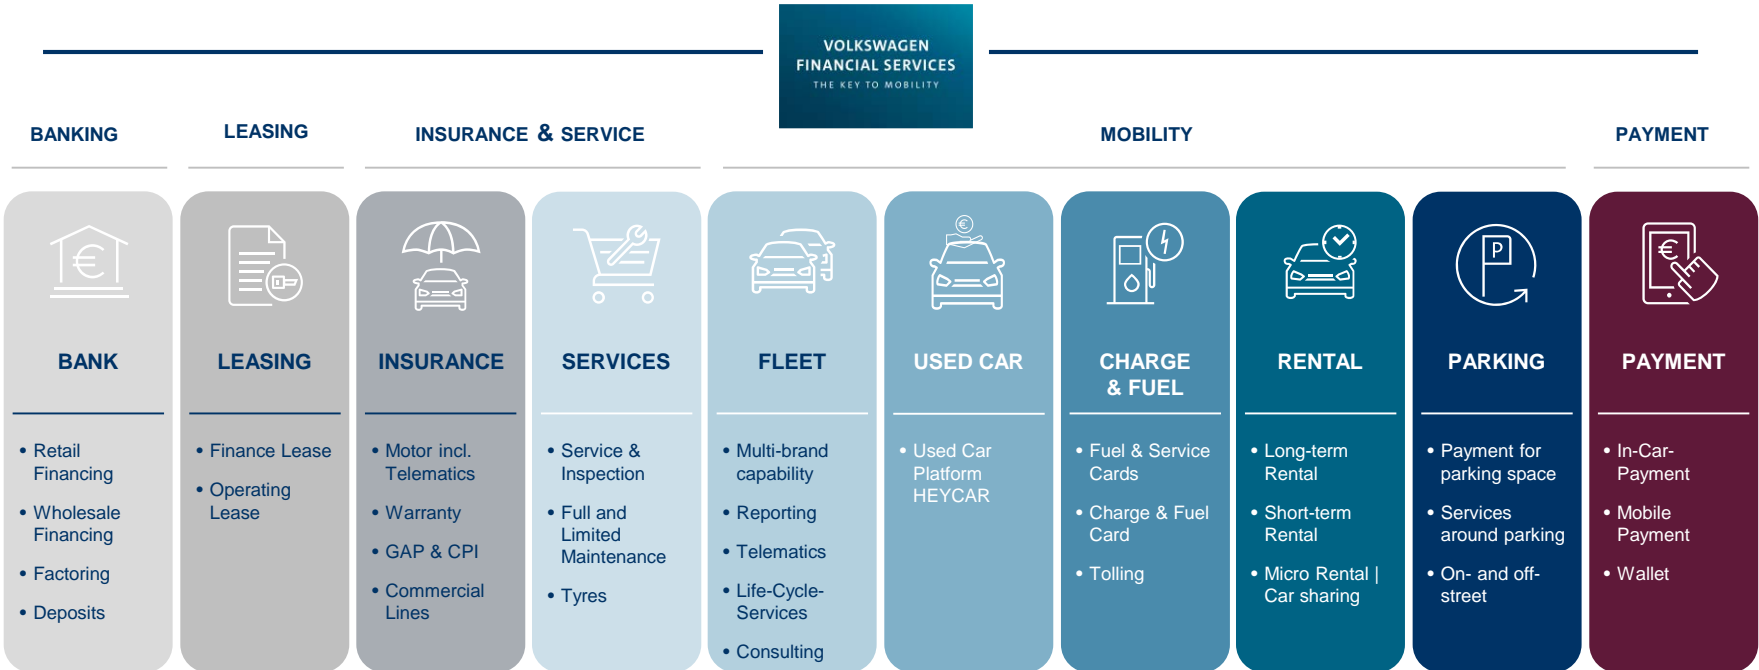 VOLKSWAGEN
FINANCIAL SERVICES
THE KEY TO MOBILITY
BANKING
LEASING
INSURANCE & SERVICE
MOBILITY
PAYMENT
€
BANK
• Retail
Financing
• Wholesale
Financing
• Factoring
• Deposits
LEASING
• Finance Lease
• Operating
Lease
INSURANCE
• Motor incl.
Telematics
• Warranty
• GAP & CPI
• Commercial
Lines
SERVICES
• Service &
Inspection
• Full and
Limited
Maintenance
• Tyres
FLEET
• Multi-brand
capability
• Reporting
• Telematics
• Life-Cycle-
Services
• Consulting
€
USED CAR
• Used Car
Platform
HEYCAR
CHARGE
& FUEL
• Fuel & Service
Cards
• Charge & Fuel
Card
• Tolling
RENTAL
• Long-term
Rental
• Short-term
Rental
• Micro Rental |
Car sharing
P
PARKING
• Payment for
parking space
• Services
around parking
• On- and off-
street
€
PAYMENT
• In-Car-
Payment
• Mobile
Payment
• Wallet